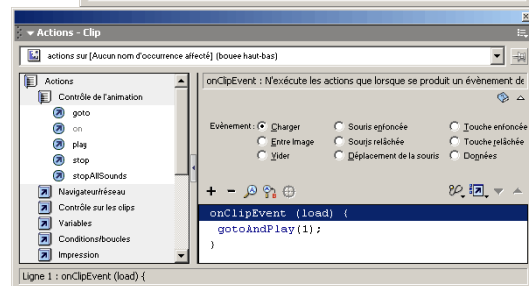 Actions - Clip
actions sur [Aucun nom d'occurrence affecté] (bouee haut-bas)
Actions
Contrôle de l'animation
goto
on
play
stop
stopAllSounds
Navigateur/réseau
Contrôle sur les clips
Variables
Conditions/boucles
Impression
onClipEvent : N'exécute les actions que lorsque se produit un évènement de
Evènement :
Charger
Souris enfoncée
Touche enfoncée
Entre Image
Souris relâchée
Touche relâchée
Vider
Déplacement de la souris
Données
onClipEvent (load) {
gotoAndPlay(1);
}
Ligne 1 : onClipEvent (load) {